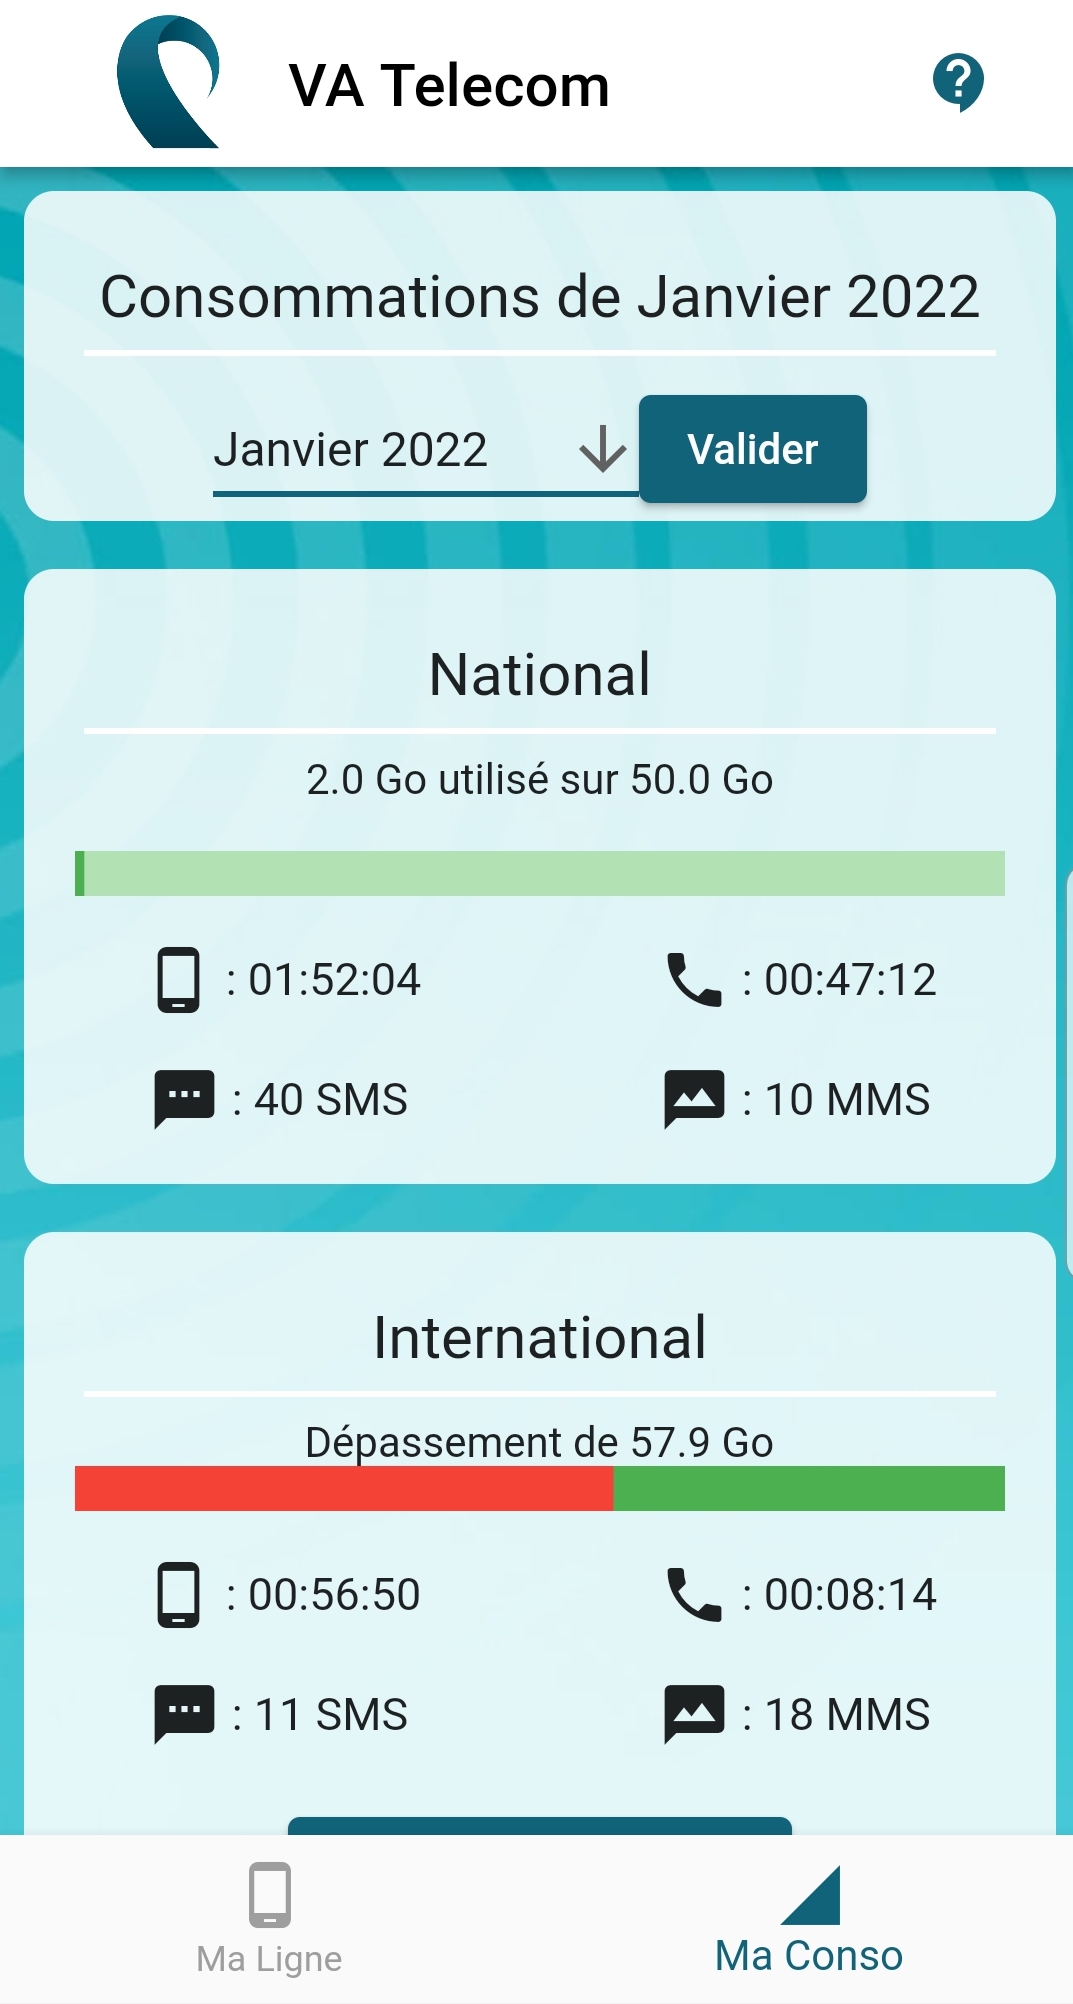 VA Telecom
Consommations de Janvier 2022
Janvier 2022
Valider
National
2.0 Go utilisé sur 50.0 Go
: 01:52:04
: 00:47:12
: 40 SMS
: 10 MMS
International
Dépassement de 57.9 Go
: 00:56:50
: 00:08:14
: 11 SMS
: 18 MMS
Ma Ligne
Ma Conso